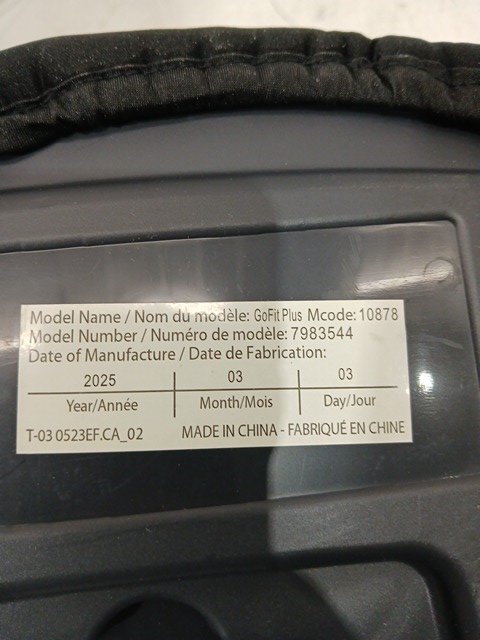 Model Name / Nom du modèle: GoFit Plus Mcode: 10878
Model Number / Numéro de modèle: 7983544
Date of Manufacture / Date de Fabrication:
2025 03 03
Year/Année Month/Mois Day/Jour
T-03 0523EF.CA_02 MADE IN CHINA - FABRIQUÉ EN CHINE